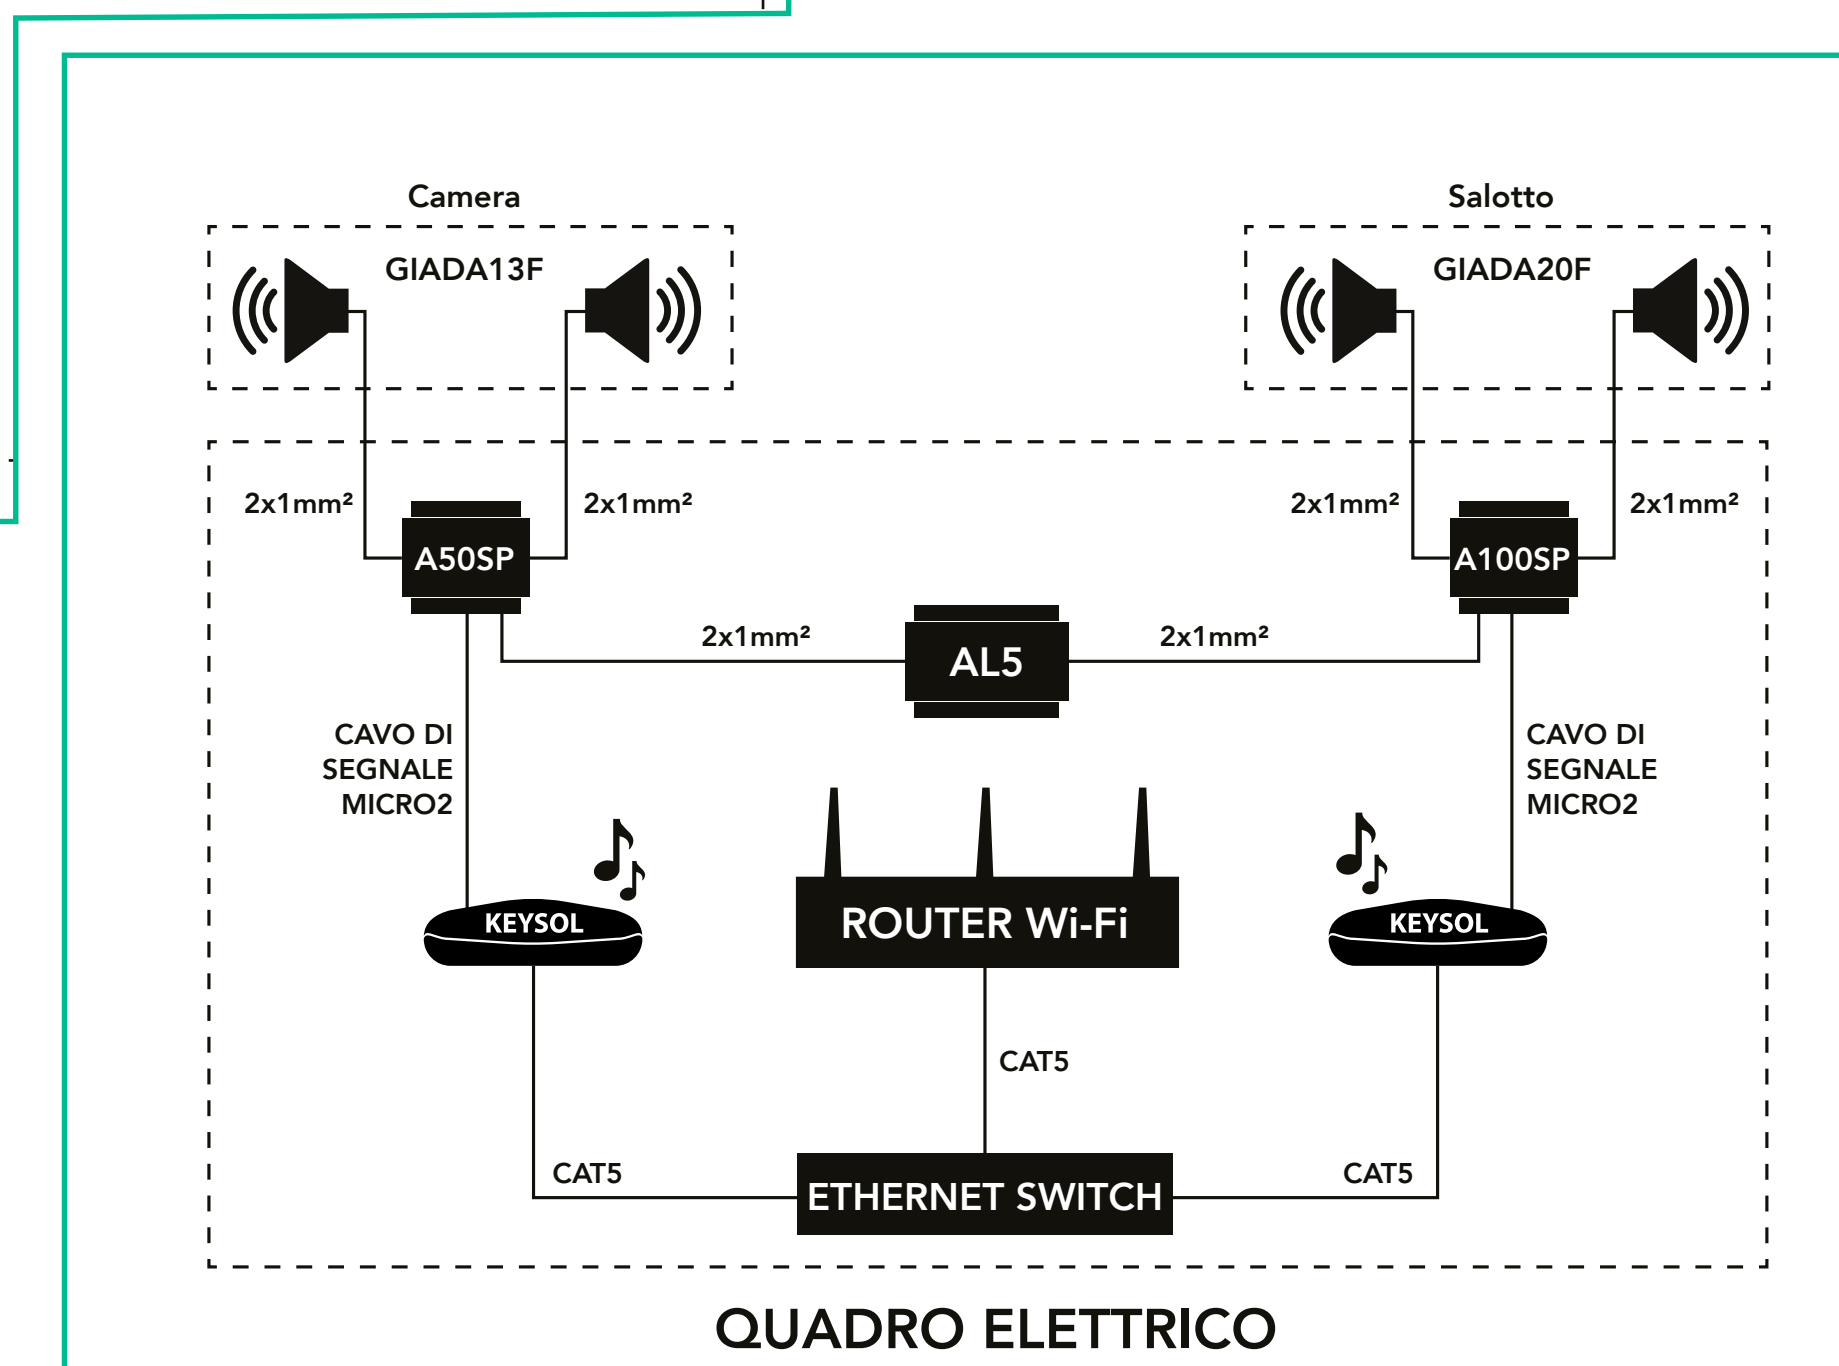 Camera
Salotto
GIADA13F
GIADA20F
2x1mm²
2x1mm²
2x1mm²
2x1mm²
A50SP
A100SP
2x1mm²
2x1mm²
AL5
CAVO DI
SEGNALE
MICRO2
CAVO DI
SEGNALE
MICRO2
KEYSOL
ROUTER Wi-Fi
KEYSOL
CAT5
CAT5
CAT5
ETHERNET SWITCH
QUADRO ELETTRICO